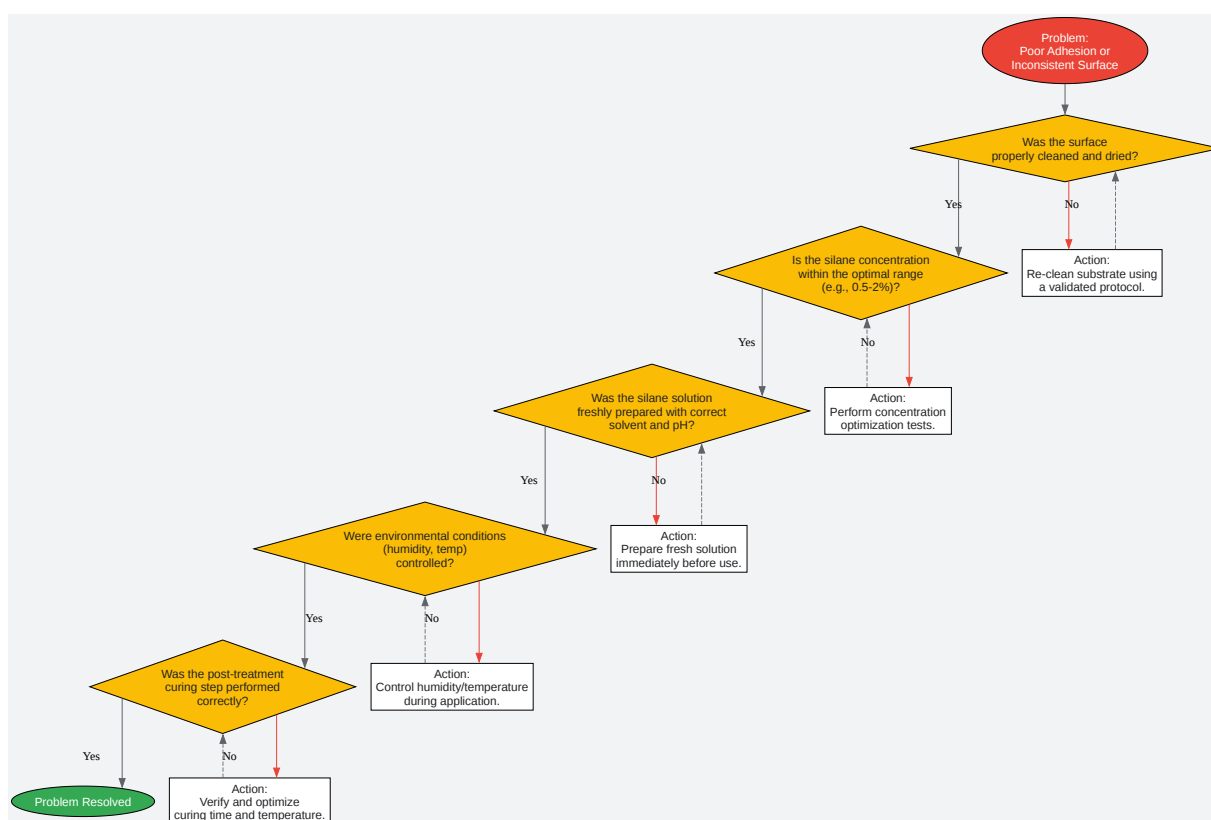 Problem:
Poor Adhesion or
Inconsistent Surface
Was the surface
properly cleaned and dried?
Yes
No
Action:
Re-clean substrate using
a validated protocol.
Is the silane concentration
within the optimal range
(e.g., 0.5-2%)?
Yes
No
Action:
Perform concentration
optimization tests.
Was the silane solution
freshly prepared with correct
solvent and pH?
Yes
No
Action:
Prepare fresh solution
immediately before use.
Were environmental conditions
(humidity, temp)
controlled?
Yes
No
Action:
Control humidity/temperature
during application.
Was the post-treatment
curing step performed
correctly?
Yes
No
Problem Resolved
Action:
Verify and optimize
curing time and temperature.